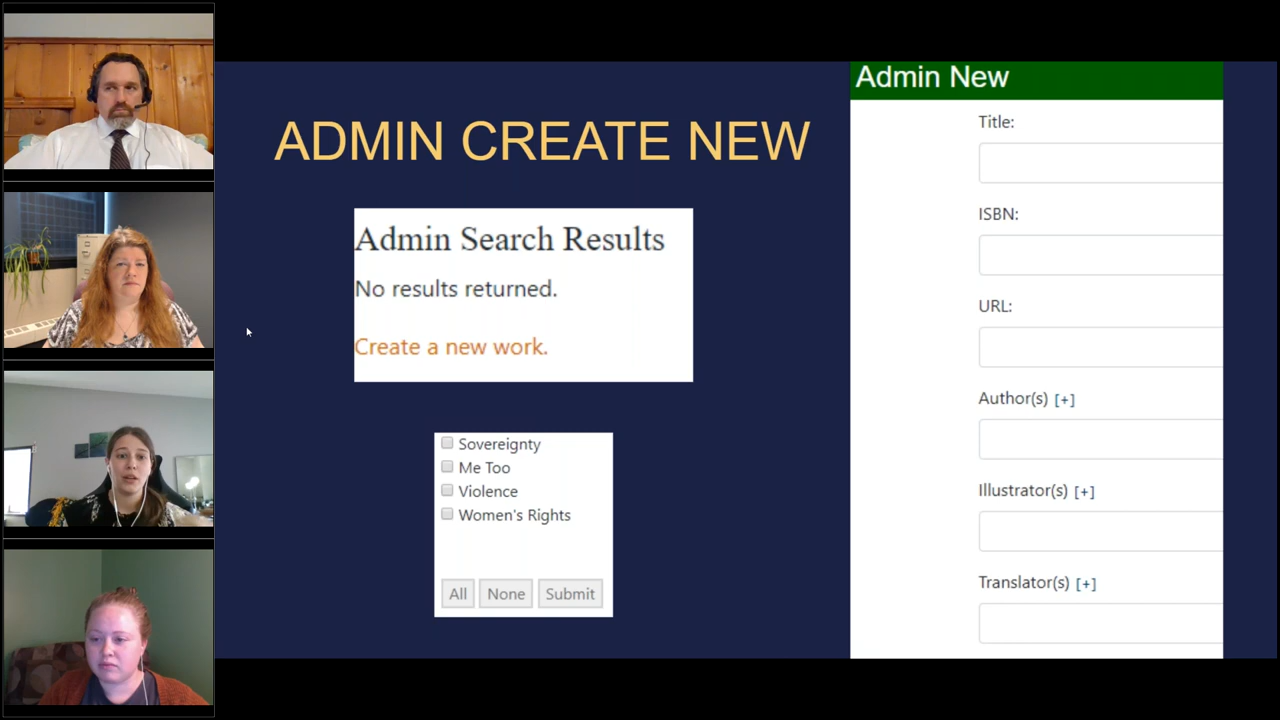 ADMIN CREATE NEW
Admin Search Results
No results returned.
Create a new work.
Sovereignty
Me Too
Violence
Women's Rights
All None Submit
Admin New
Title:
ISBN:
URL:
Author(s) [+]
Illustrator(s) [+]
Translator(s) [+]